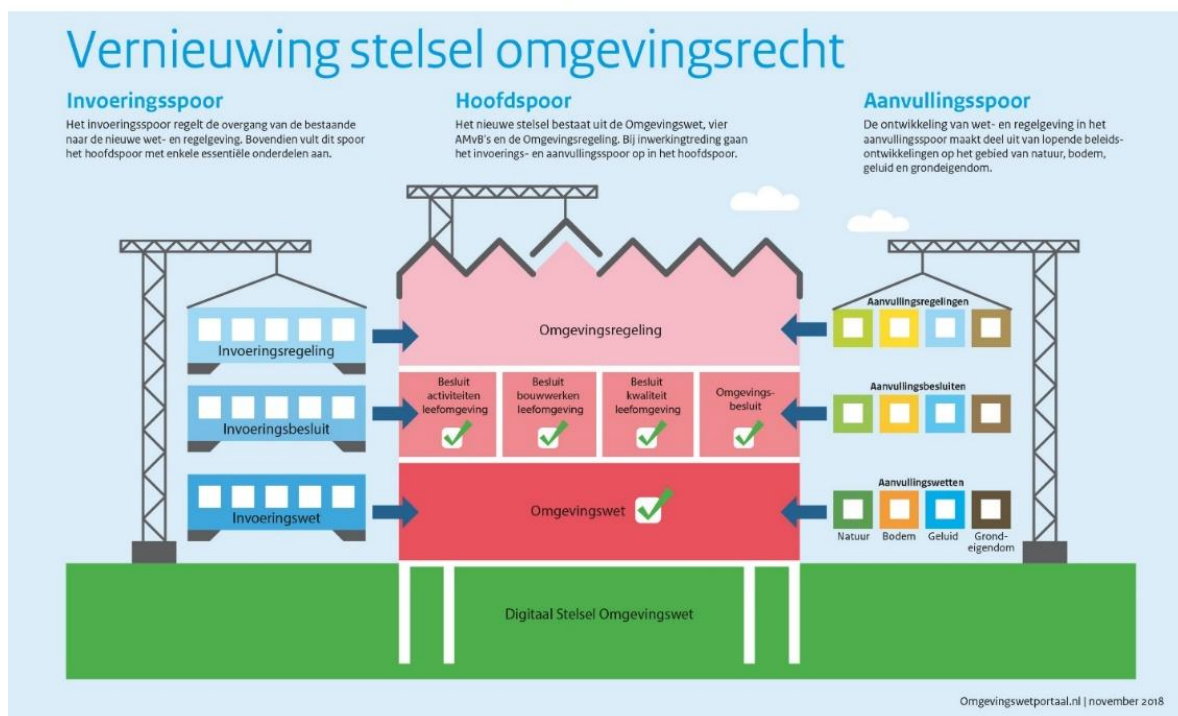 Vernieuwing stelsel omgevingsrecht
Invoeringsspoor
Het invoeringsspoor regelt de overgang van de bestaande
naar de nieuwe wet- en regelgeving. Bovendien vult dit spoor
het hoofdspoor met enkele essentiële onderdelen aan.
Hoofdspoor
Het nieuwe stelsel bestaat uit de Omgevingswet, vier
AMvB's en de Omgevingsregeling. Bij inwerkingtreding gaan
het invoerings- en aanvullingsspoor op in het hoofdspoor.
Aanvullingsspoor
De ontwikkeling van wet- en regelgeving in het
aanvullingsspoor maakt deel uit van lopende beleids-
ontwikkelingen op het gebied van natuur, bodem,
geluid en grondeigendom.
Invoeringsregeling
Omgevingsregeling
Aanvullingsregelingen
Invoeringsbesluit
Besluit
activiteiten
leefomgeving
Besluit
bouwwerken
leefomgeving
Besluit
kwaliteit
leefomgeving
Omgevings-
besluit
Aanvullingsbesluiten
Invoeringswet
Omgevingswet
Aanvullingswetten
Natuur
Bodem
Geluid
Grond-
eigendom
Digitaal Stelsel Omgevingswet
Omgevingswetportaal.nl | november 2018